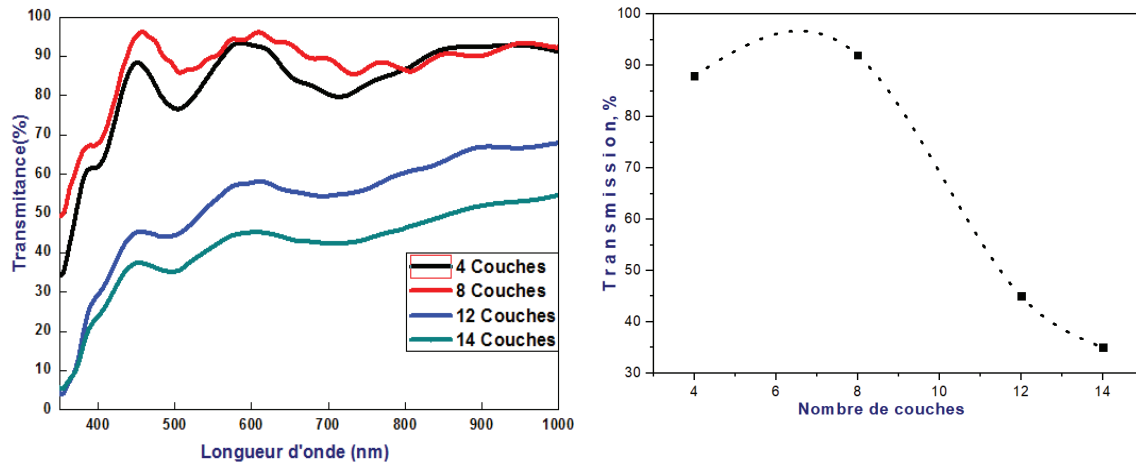 Transmitance(%)
100
90
80
70
60
50
40
30
20
10
0
400 500 600 700 800 900 1000
Longueur d'onde (nm)
4 Couches
8 Couches
12 Couches
14 Couches
Transmission, %
100
90
80
70
60
50
40
30
4 6 8 10 12 14
Nombre de couches